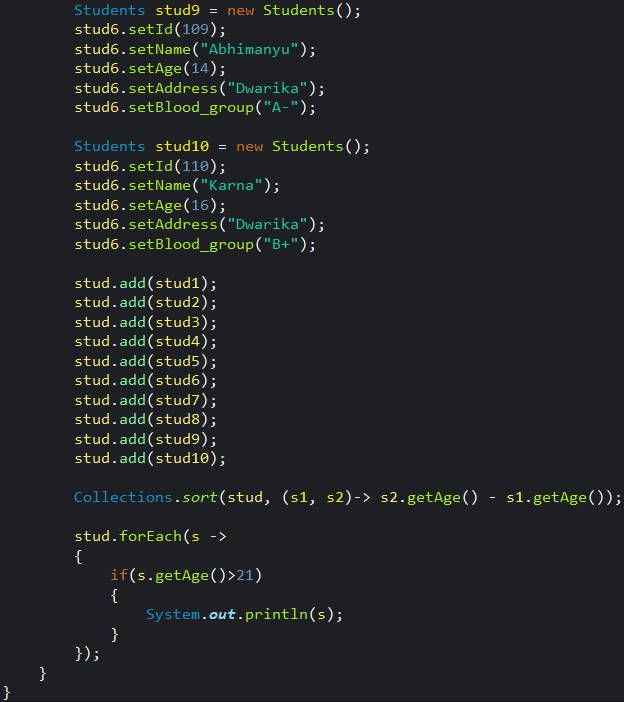 Students stud9 = new Students();
stud6.setId(109);
stud6.setName("Abhimanyu");
stud6.setAge(14);
stud6.setAddress("Dwarika");
stud6.setBlood_group("A-");
Students stud10 = new Students();
stud6.setId(110);
stud6.setName("Karna");
stud6.setAge(16);
stud6.setAddress("Dwarika");
stud6.setBlood_group("B+");
stud.add(stud1);
stud.add(stud2);
stud.add(stud3);
stud.add(stud4);
stud.add(stud5);
stud.add(stud6);
stud.add(stud7);
stud.add(stud8);
stud.add(stud9);
stud.add(stud10);
Collections.sort(stud, (s1, s2)-> s2.getAge() - s1.getAge());
stud.forEach(s ->
{
if(s.getAge()>21)
{
System.out.println(s);
}
});
}
}